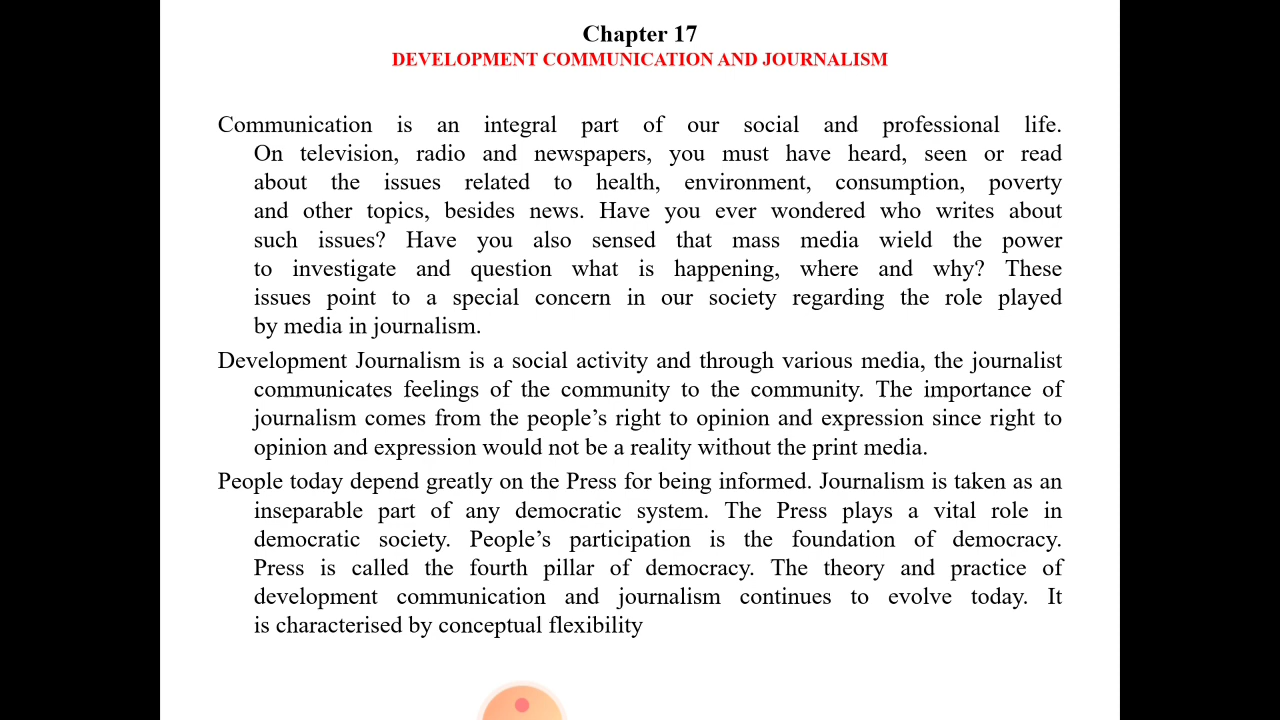 Chapter 17
DEVELOPMENT COMMUNICATION AND JOURNALISM
Communication is an integral part of our social and professional life.
On television, radio and newspapers, you must have heard, seen or read
about the issues related to health, environment, consumption, poverty
and other topics, besides news. Have you ever wondered who writes about
such issues? Have you also sensed that mass media wield the power
to investigate and question what is happening, where and why? These
issues point to a special concern in our society regarding the role played
by media in journalism.
Development Journalism is a social activity and through various media, the journalist
communicates feelings of the community to the community. The importance of
journalism comes from the people’s right to opinion and expression since right to
opinion and expression would not be a reality without the print media.
People today depend greatly on the Press for being informed. Journalism is taken as an
inseparable part of any democratic system. The Press plays a vital role in
democratic society. People’s participation is the foundation of democracy.
Press is called the fourth pillar of democracy. The theory and practice of
development communication and journalism continues to evolve today. It
is characterised by conceptual flexibility